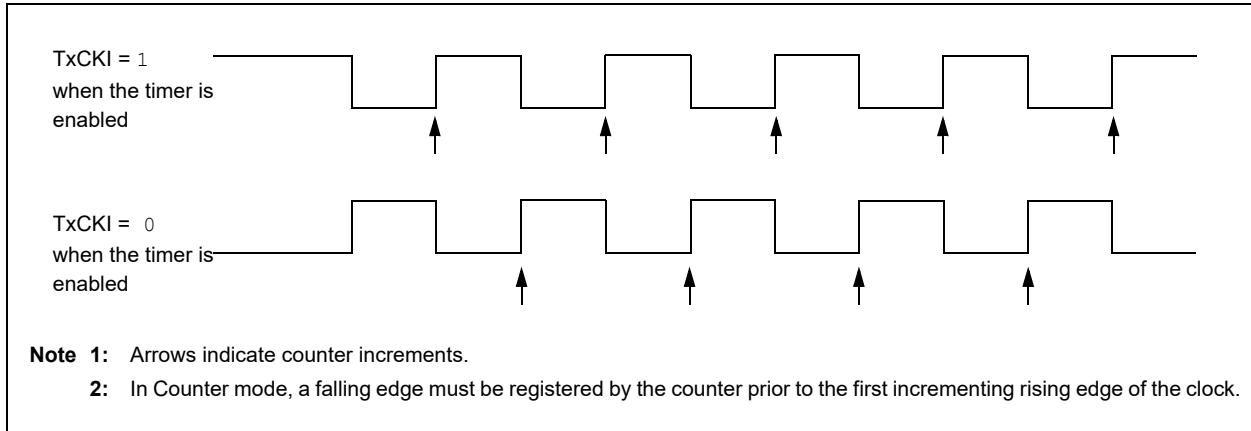 TxCKI = 1
when the timer is
enabled
TxCKI = 0
when the timer is
enabled
Note 1: Arrows indicate counter increments.
2: In Counter mode, a falling edge must be registered by the counter prior to the first incrementing rising edge of the clock.